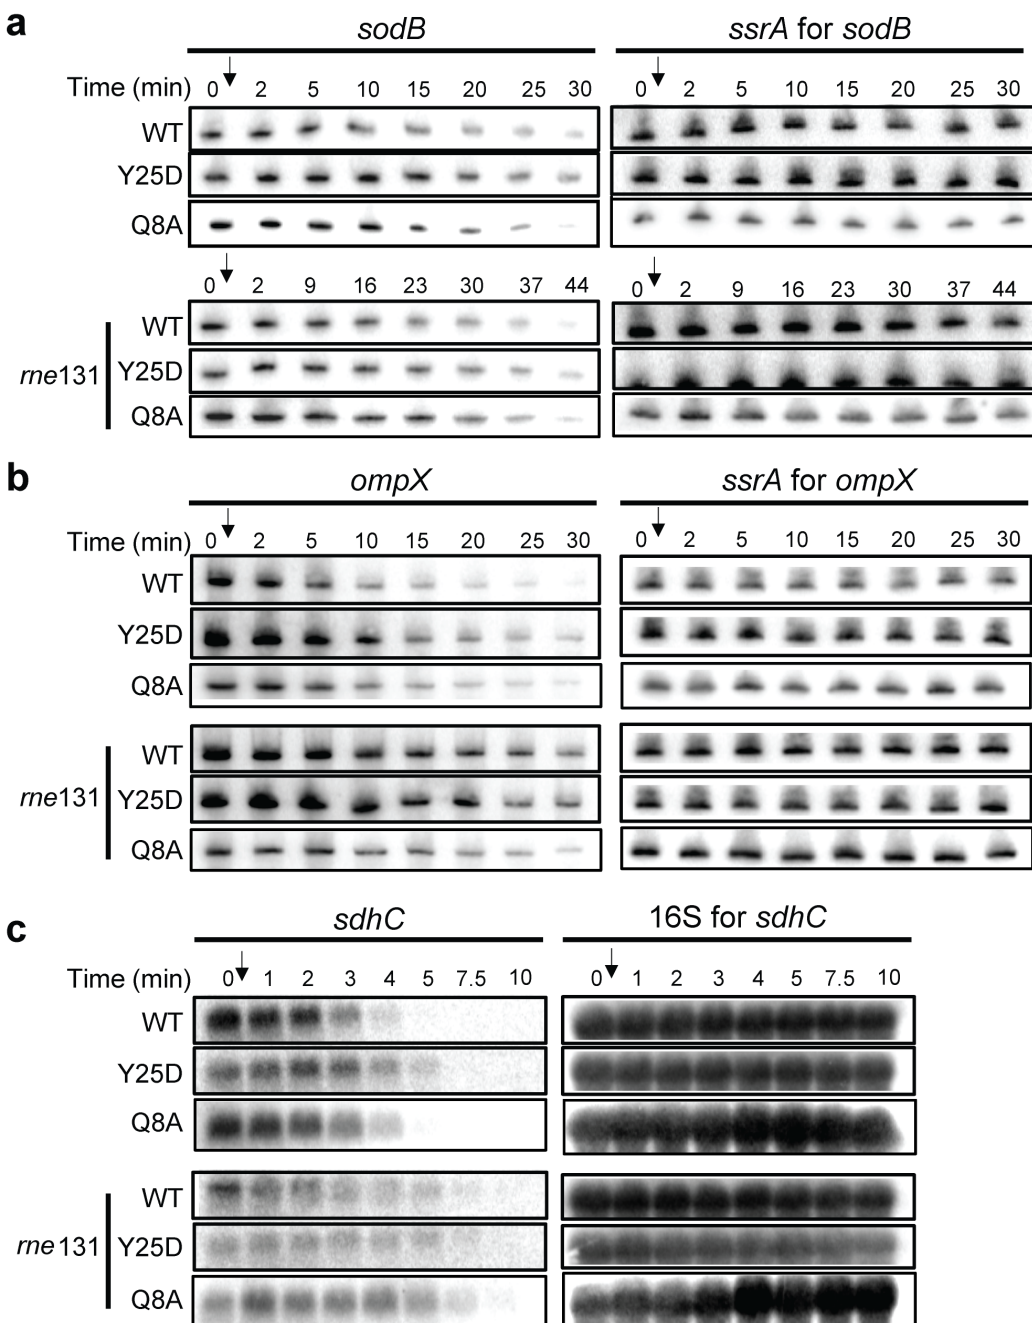 a
sodB ssrA for sodB
Time (min) 0 2 5 10 15 20 25 30 0 2 5 10 15 20 25 30
WT
Y25D
Q8A
0 2 9 16 23 30 37 44 0 2 9 16 23 30 37 44
WT
rne131 Y25D
Q8A
b
ompX ssrA for ompX
Time (min) 0 2 5 10 15 20 25 30 0 2 5 10 15 20 25 30
WT
Y25D
Q8A
WT
rne131 Y25D
Q8A
c
sdhC 16S for sdhC
Time (min) 0 1 2 3 4 5 7.5 10 0 1 2 3 4 5 7.5 10
WT
Y25D
Q8A
WT
rne131 Y25D
Q8A